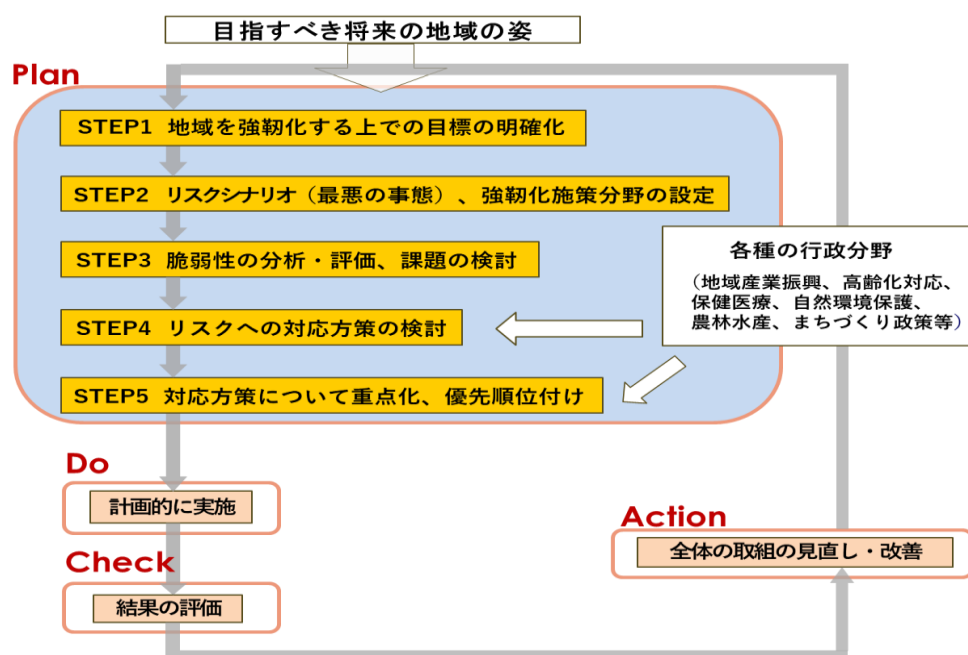 目指すべき将来の地域の姿
Plan
STEP1 地域を強靭化する上での目標の明確化
STEP2 リスクシナリオ（最悪の事態）、強靭化施策分野の設定
STEP3 脆弱性の分析・評価、課題の検討
STEP4 リスクへの対応方策の検討
STEP5 対応方策について重点化、優先順位付け
各種の行政分野
（地域産業振興、高齢化対応、
保健医療、自然環境保護、
農林水産、まちづくり政策等）
Do
計画的に実施
Check
結果の評価
Action
全体の取組の見直し・改善